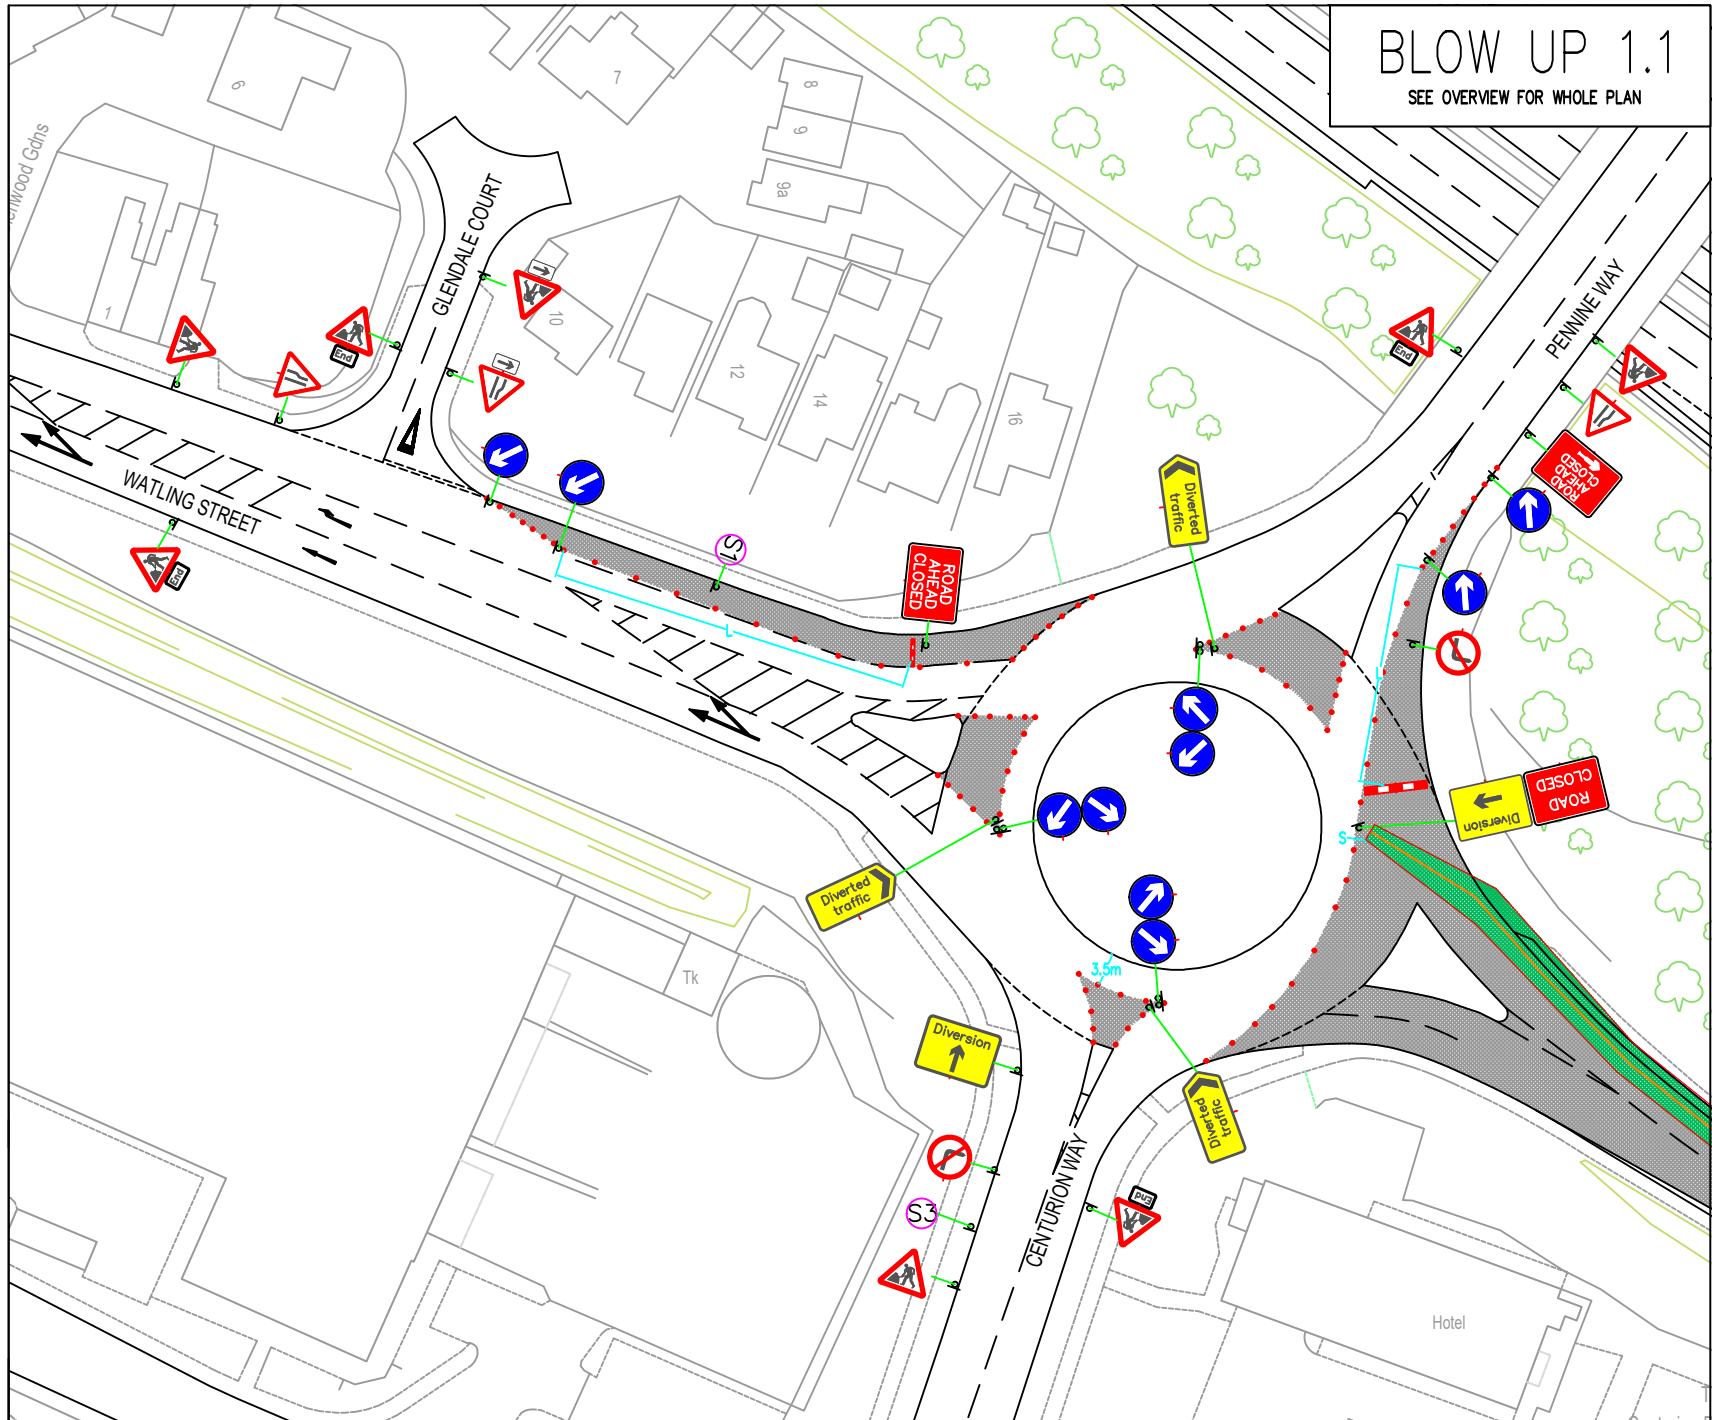 BLOW UP 1.1
SEE OVERVIEW FOR WHOLE PLAN
6
7
8
9
9a
GLENDALE COURT
PENNINE WAY
1
10
12
14
16
End
End
End
End
WATLING STREET
S1
L
L
ROAD
AHEAD
CLOSED
ROAD
AHEAD
CLOSED
Diverted
traffic
Diversion
ROAD
CLOSED
S
Diverted
traffic
3.5m
Tk
Diversion
Diverted
traffic
CENTURION WAY
S3
Hotel